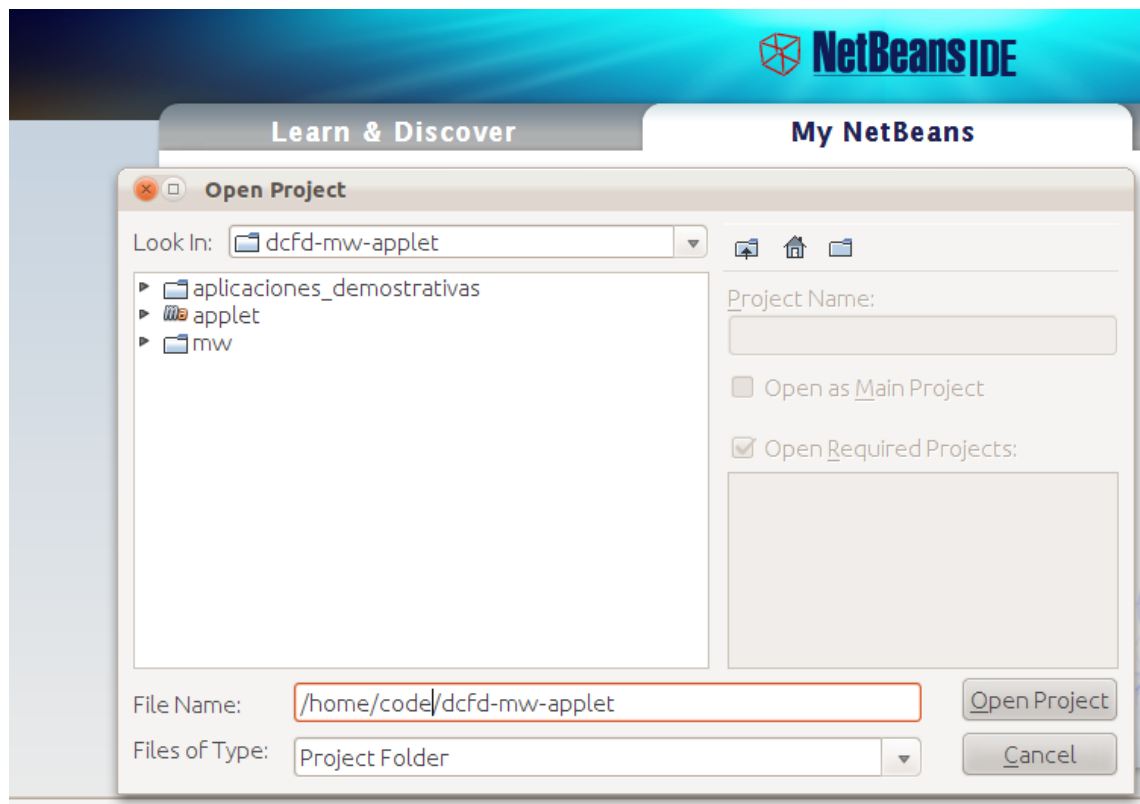 NetBeans IDE
Learn & Discover
My NetBeans
Open Project
Look In: dcfd-mw-applet
aplicaciones_demostrativas
applet
mw
Project Name:
Open as Main Project
Open Required Projects:
File Name: /home/code/dcfd-mw-applet
Open Project
Files of Type: Project Folder
Cancel